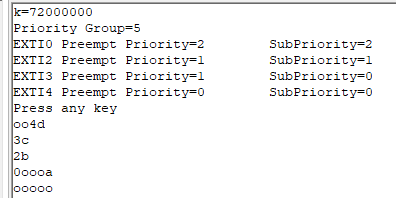 k=72000000
Priority Group=5
EXTI0 Preempt Priority=2 SubPriority=2
EXTI2 Preempt Priority=1 SubPriority=1
EXTI3 Preempt Priority=1 SubPriority=0
EXTI4 Preempt Priority=0 SubPriority=0
Press any key
oo4d
3c
2b
0oooa
ooooo